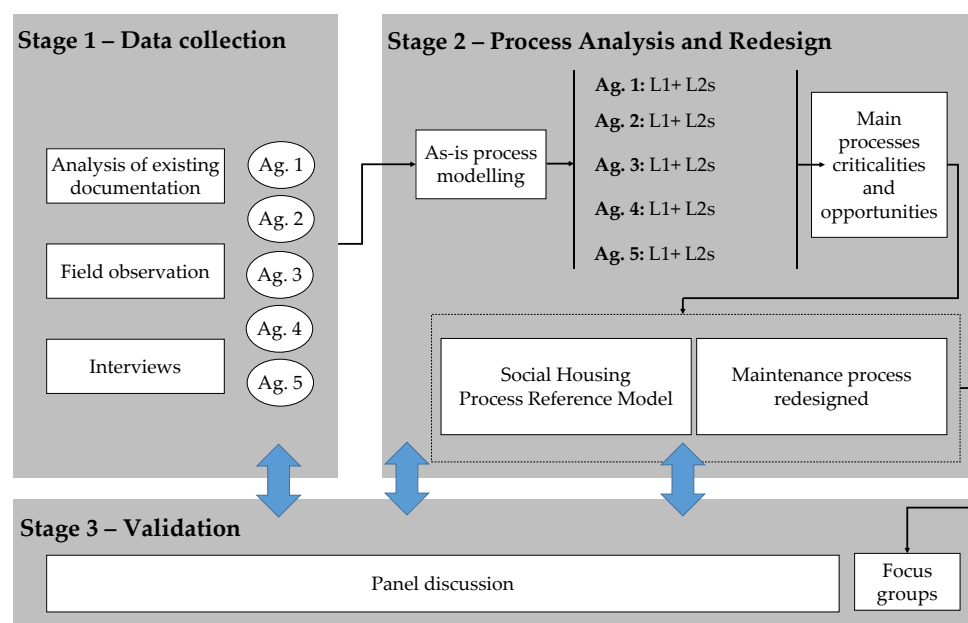 Stage 1 – Data collection
Analysis of existing
documentation
Field observation
Interviews
Ag. 1
Ag. 2
Ag. 3
Ag. 4
Ag. 5
Stage 2 – Process Analysis and Redesign
As-is process
modelling
Ag. 1: L1+ L2s
Ag. 2: L1+ L2s
Ag. 3: L1+ L2s
Ag. 4: L1+ L2s
Ag. 5: L1+ L2s
Main
processes
criticalities
and
opportunities
Social Housing
Process Reference Model
Maintenance process
redesigned
Stage 3 – Validation
Panel discussion
Focus
groups